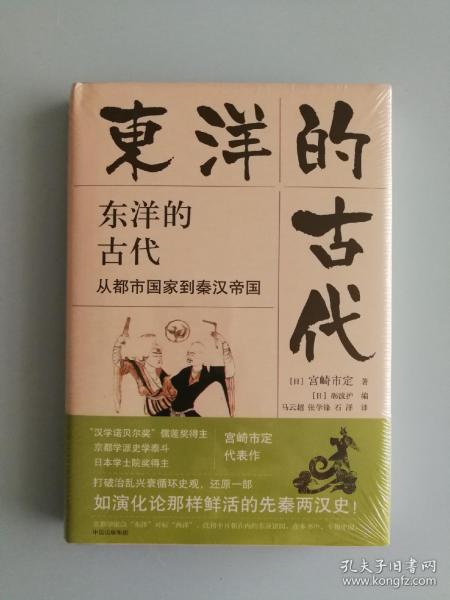 東洋的
古代
东洋的
古代
从都市国家到秦汉帝国
[日] 宫崎市定 著
[日] 砺波护 编
马云超 张学锋 石洋 译
“汉学诺贝尔奖”儒莲奖得主
京都学派史学泰斗
日本学士院奖得主
宫崎市定
代表作
打破治乱兴衰循环史观，还原一部
如演化论那样鲜活的先秦两汉史！
中国出版集团
孔夫子旧书网